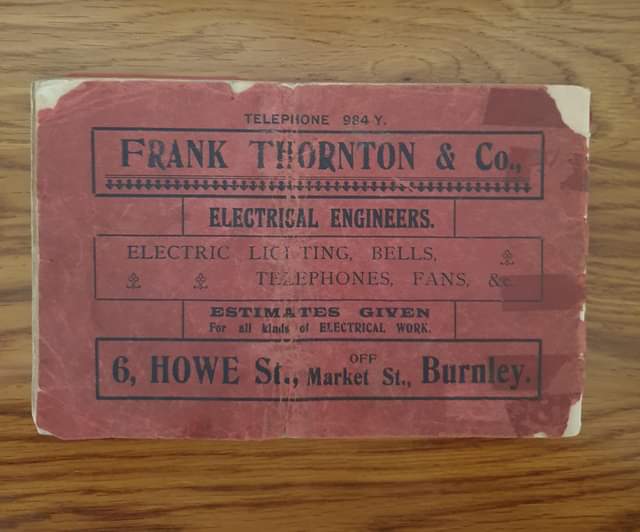 TELEPHONE 984 Y.
FRANK THORNTON & Co.,
ELECTRICAL ENGINEERS.
ELECTRIC LIGHTING, BELLS,
TELEPHONES, FANS, &c.
ESTIMATES GIVEN
For all kinds of ELECTRICAL WORK.
6, HOWE St., OFF Market St., Burnley.